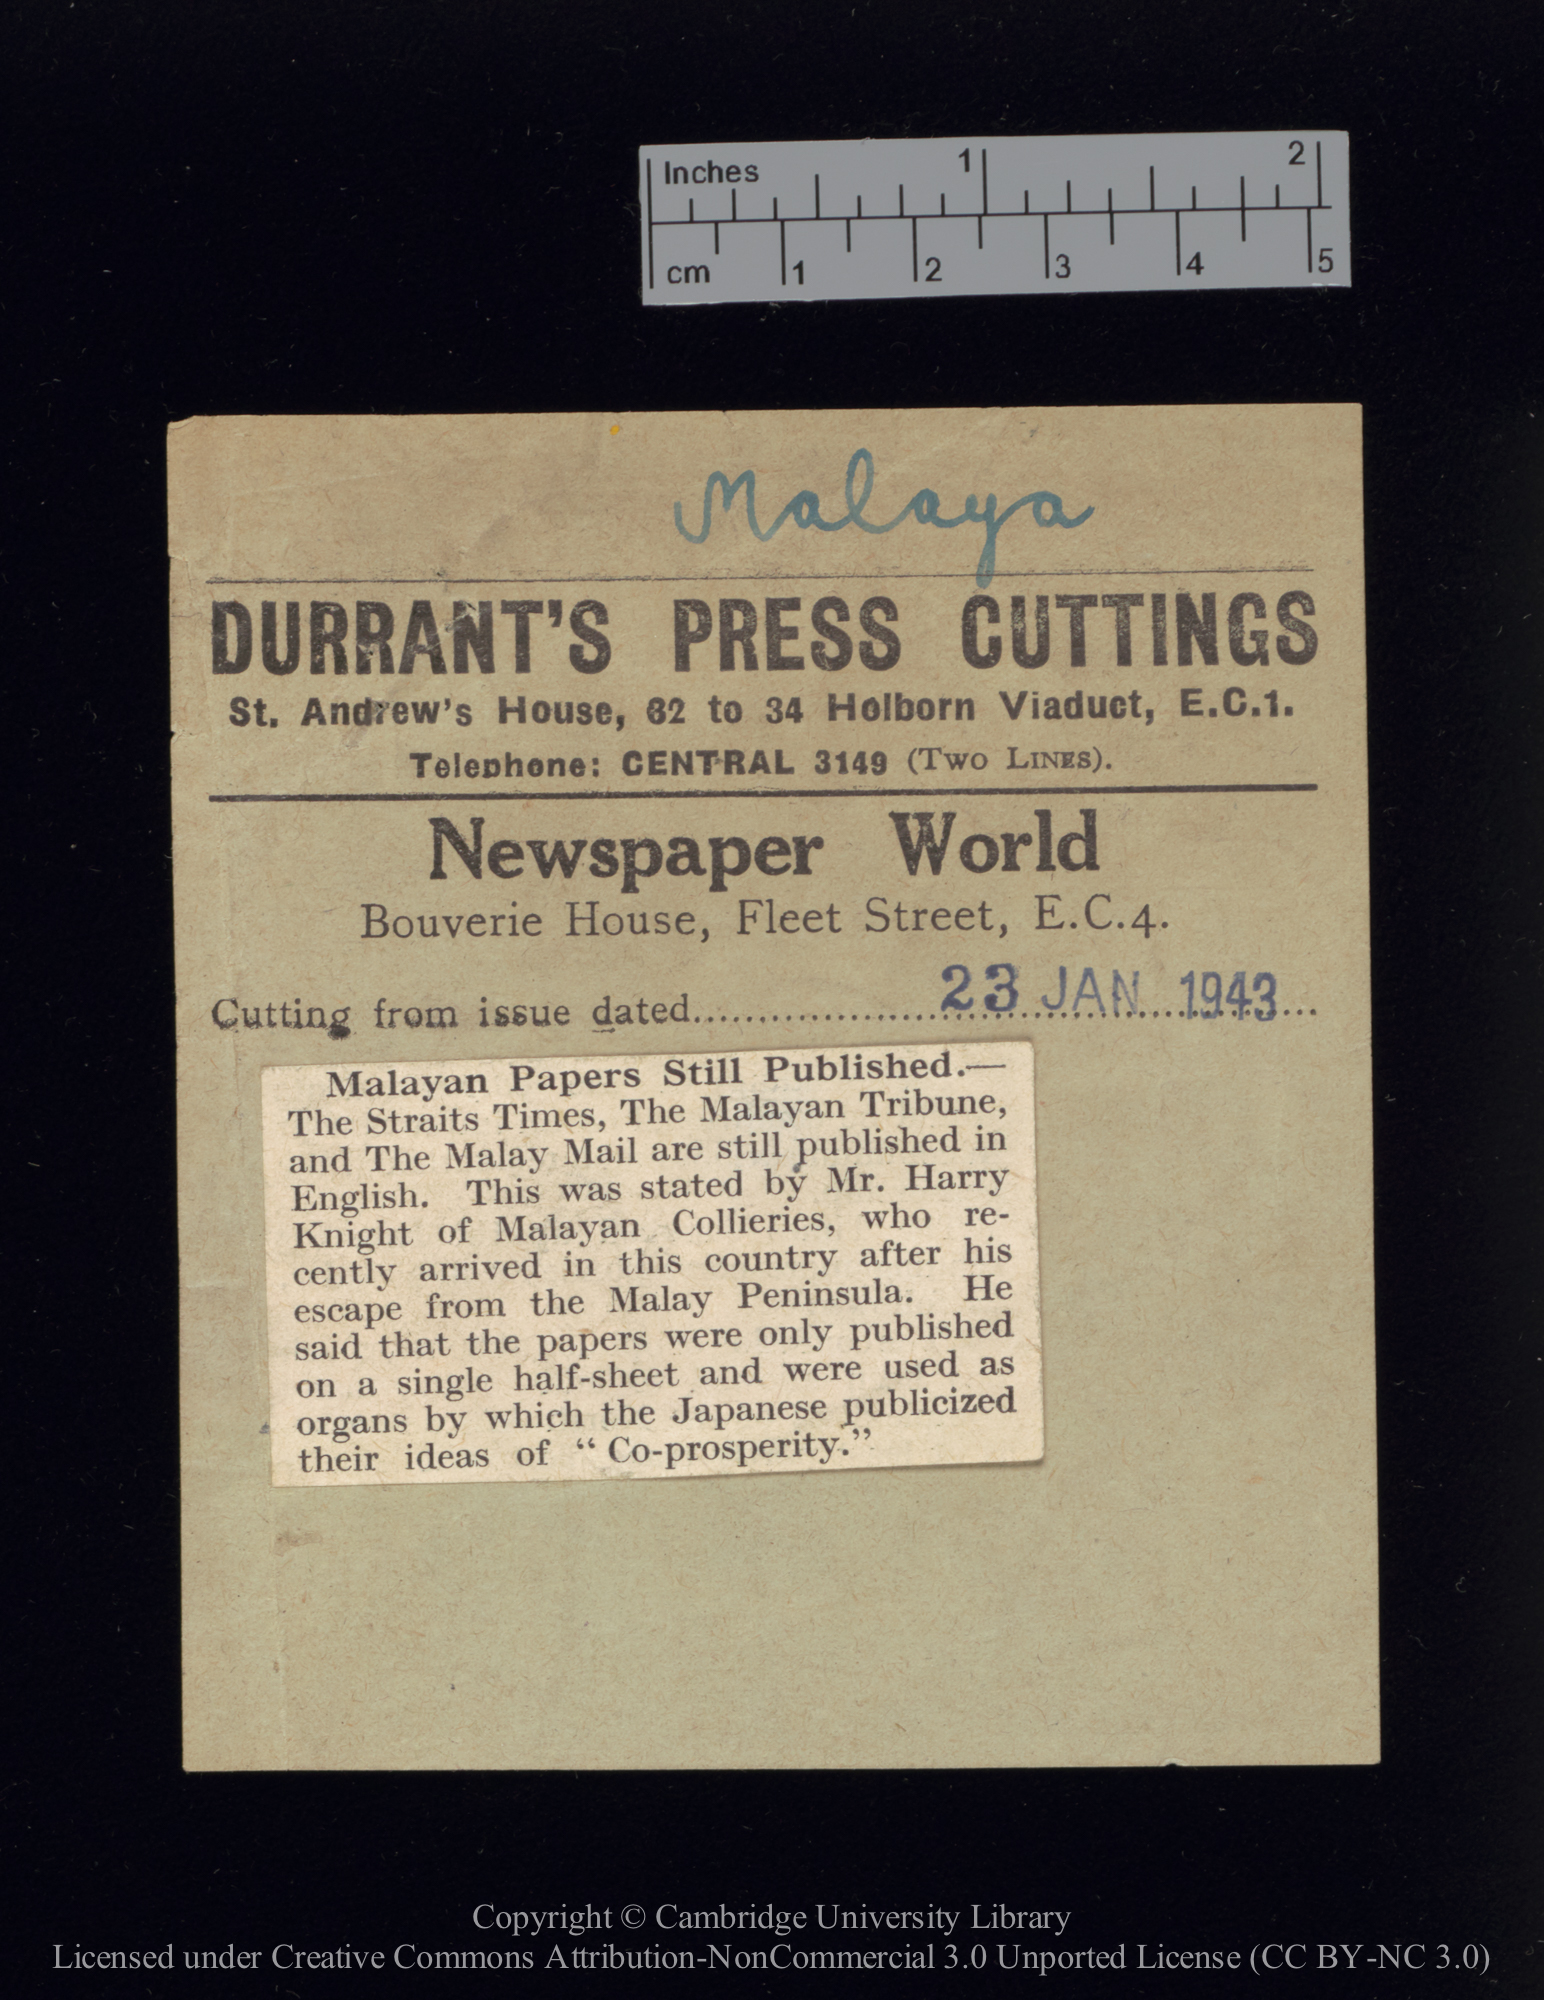 Inches 1 2
cm 1 2 3 4 5
Malaya
DURRANT'S PRESS CUTTINGS
St. Andrew's House, 32 to 34 Holborn Viaduct, E.C.1.
Telephone: CENTRAL 3149 (Two Lines).
Newspaper World
Bouverie House, Fleet Street, E.C.4.
Cutting from issue dated........................23 JAN 1943...
Malayan Papers Still Published.—
The Straits Times, The Malayan Tribune,
and The Malay Mail are still published in
English. This was stated by Mr. Harry
Knight of Malayan Collieries, who re-
cently arrived in this country after his
escape from the Malay Peninsula. He
said that the papers were only published
on a single half-sheet and were used as
organs by which the Japanese publicized
their ideas of "Co-prosperity."
Copyright © Cambridge University Library
Licensed under Creative Commons Attribution-NonCommercial 3.0 Unported License (CC BY-NC 3.0)